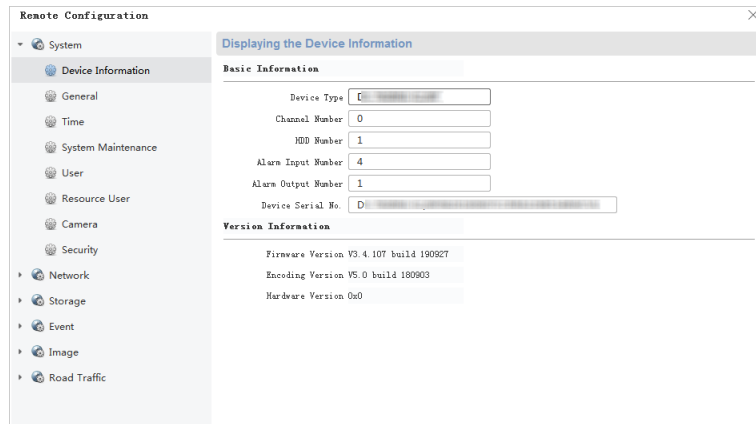 Remote Configuration
System
Device Information
General
Time
System Maintenance
User
Resource User
Camera
Security
Network
Storage
Event
Image
Road Traffic
Displaying the Device Information
Basic Information
Device Type D
Channel Number 0
HDD Number 1
Alarm Input Number 4
Alarm Output Number 1
Device Serial No. D
Version Information
Firmware Version V3.4.107 build 190927
Encoding Version V5.0 build 180903
Hardware Version 0x0